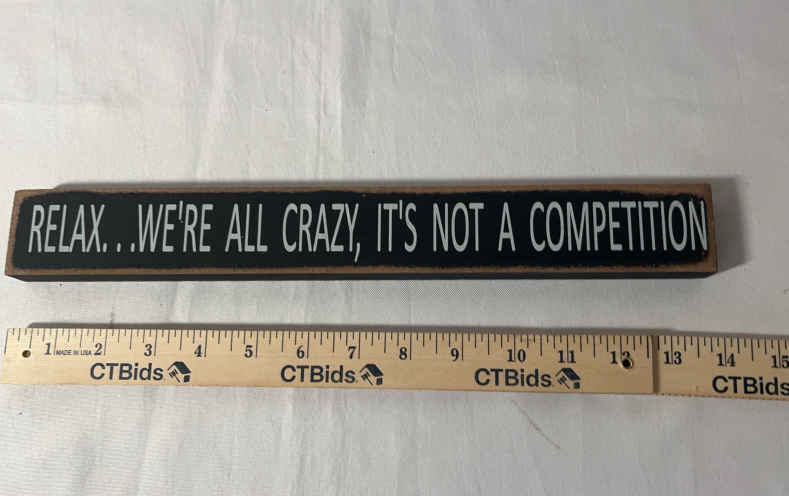 RELAX...WE'RE ALL CRAZY, IT'S NOT A COMPETITION
1 MADE IN USA 2 3 4 5 6 7 8 9 10 11 12 13 14 15
CTBids CTBids CTBids CTBids